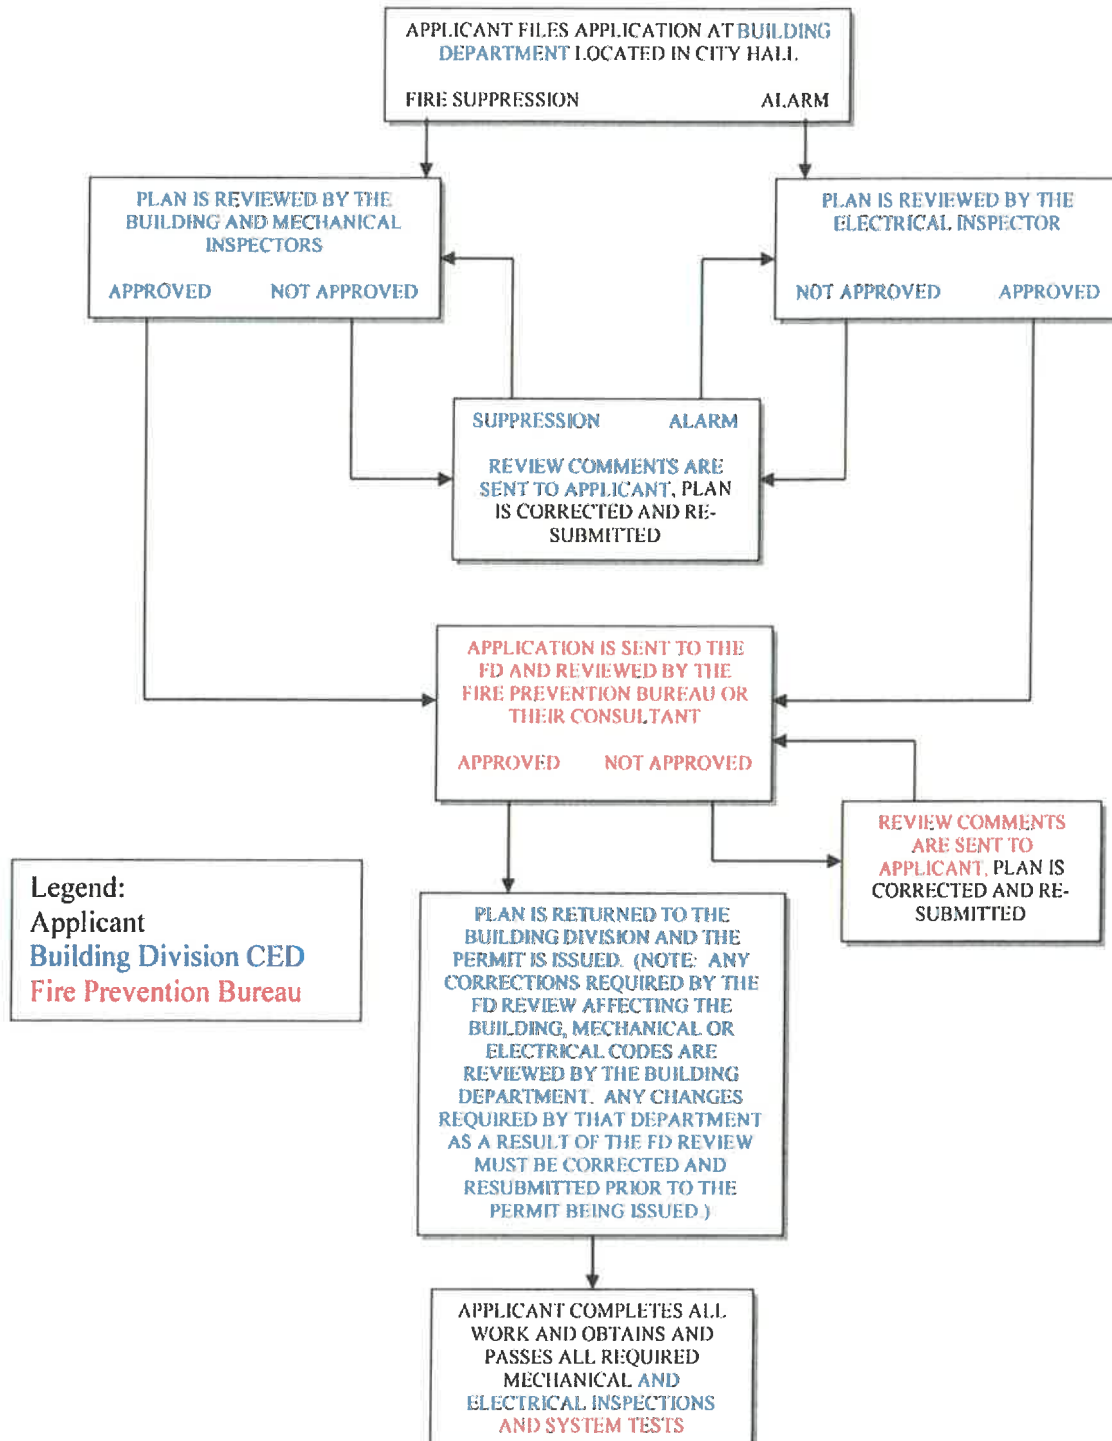 APPLICANT FILES APPLICATION AT BUILDING
DEPARTMENT LOCATED IN CITY HALL
FIRE SUPPRESSION ALARM
PLAN IS REVIEWED BY THE
BUILDING AND MECHANICAL
INSPECTORS
APPROVED NOT APPROVED
PLAN IS REVIEWED BY THE
ELECTRICAL INSPECTOR
NOT APPROVED APPROVED
SUPPRESSION ALARM
REVIEW COMMENTS ARE
SENT TO APPLICANT, PLAN
IS CORRECTED AND RE-
SUBMITTED
APPLICATION IS SENT TO THE
FD AND REVIEWED BY THE
FIRE PREVENTION BUREAU OR
THEIR CONSULTANT
APPROVED NOT APPROVED
REVIEW COMMENTS
ARE SENT TO
APPLICANT, PLAN IS
CORRECTED AND RE-
SUBMITTED
Legend:
Applicant
Building Division CED
Fire Prevention Bureau
PLAN IS RETURNED TO THE
BUILDING DIVISION AND THE
PERMIT IS ISSUED. (NOTE: ANY
CORRECTIONS REQUIRED BY THE
FD REVIEW AFFECTING THE
BUILDING, MECHANICAL OR
ELECTRICAL CODES ARE
REVIEWED BY THE BUILDING
DEPARTMENT. ANY CHANGES
REQUIRED BY THAT DEPARTMENT
AS A RESULT OF THE FD REVIEW
MUST BE CORRECTED AND
RESUBMITTED PRIOR TO THE
PERMIT BEING ISSUED.)
APPLICANT COMPLETES ALL
WORK AND OBTAINS AND
PASSES ALL REQUIRED
MECHANICAL AND
ELECTRICAL INSPECTIONS
AND SYSTEM TESTS